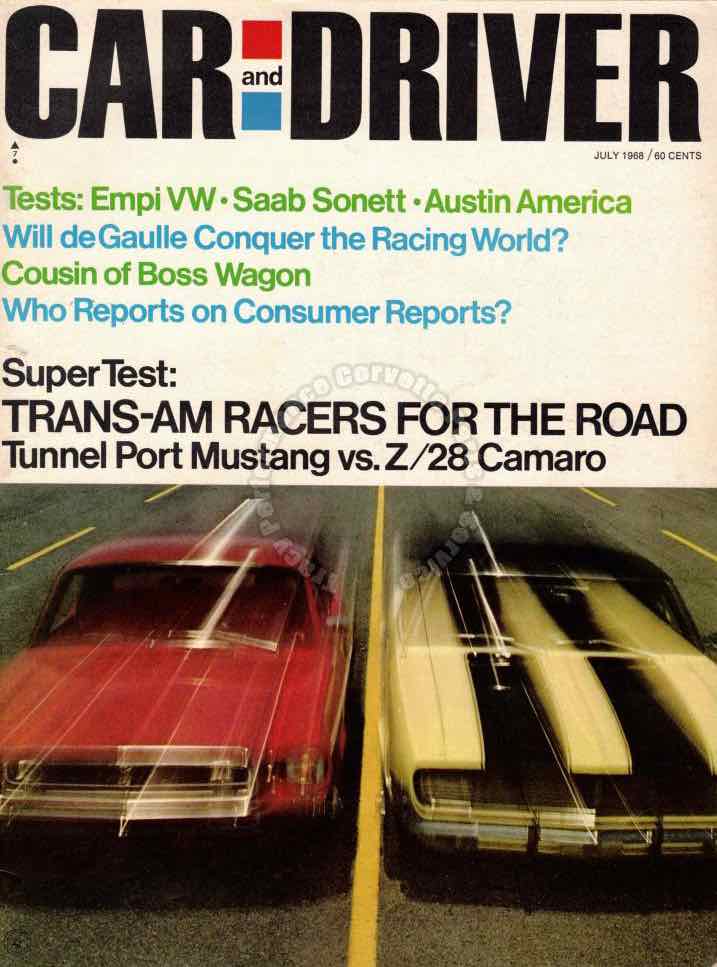 CAR and DRIVER
▲
7
●
JULY 1968 / 60 CENTS
Tests: Empi VW • Saab Sonett • Austin America
Will deGaulle Conquer the Racing World?
Cousin of Boss Wagon
Who Reports on Consumer Reports?
Super Test:
TRANS-AM RACERS FOR THE ROAD
Tunnel Port Mustang vs. Z/28 Camaro